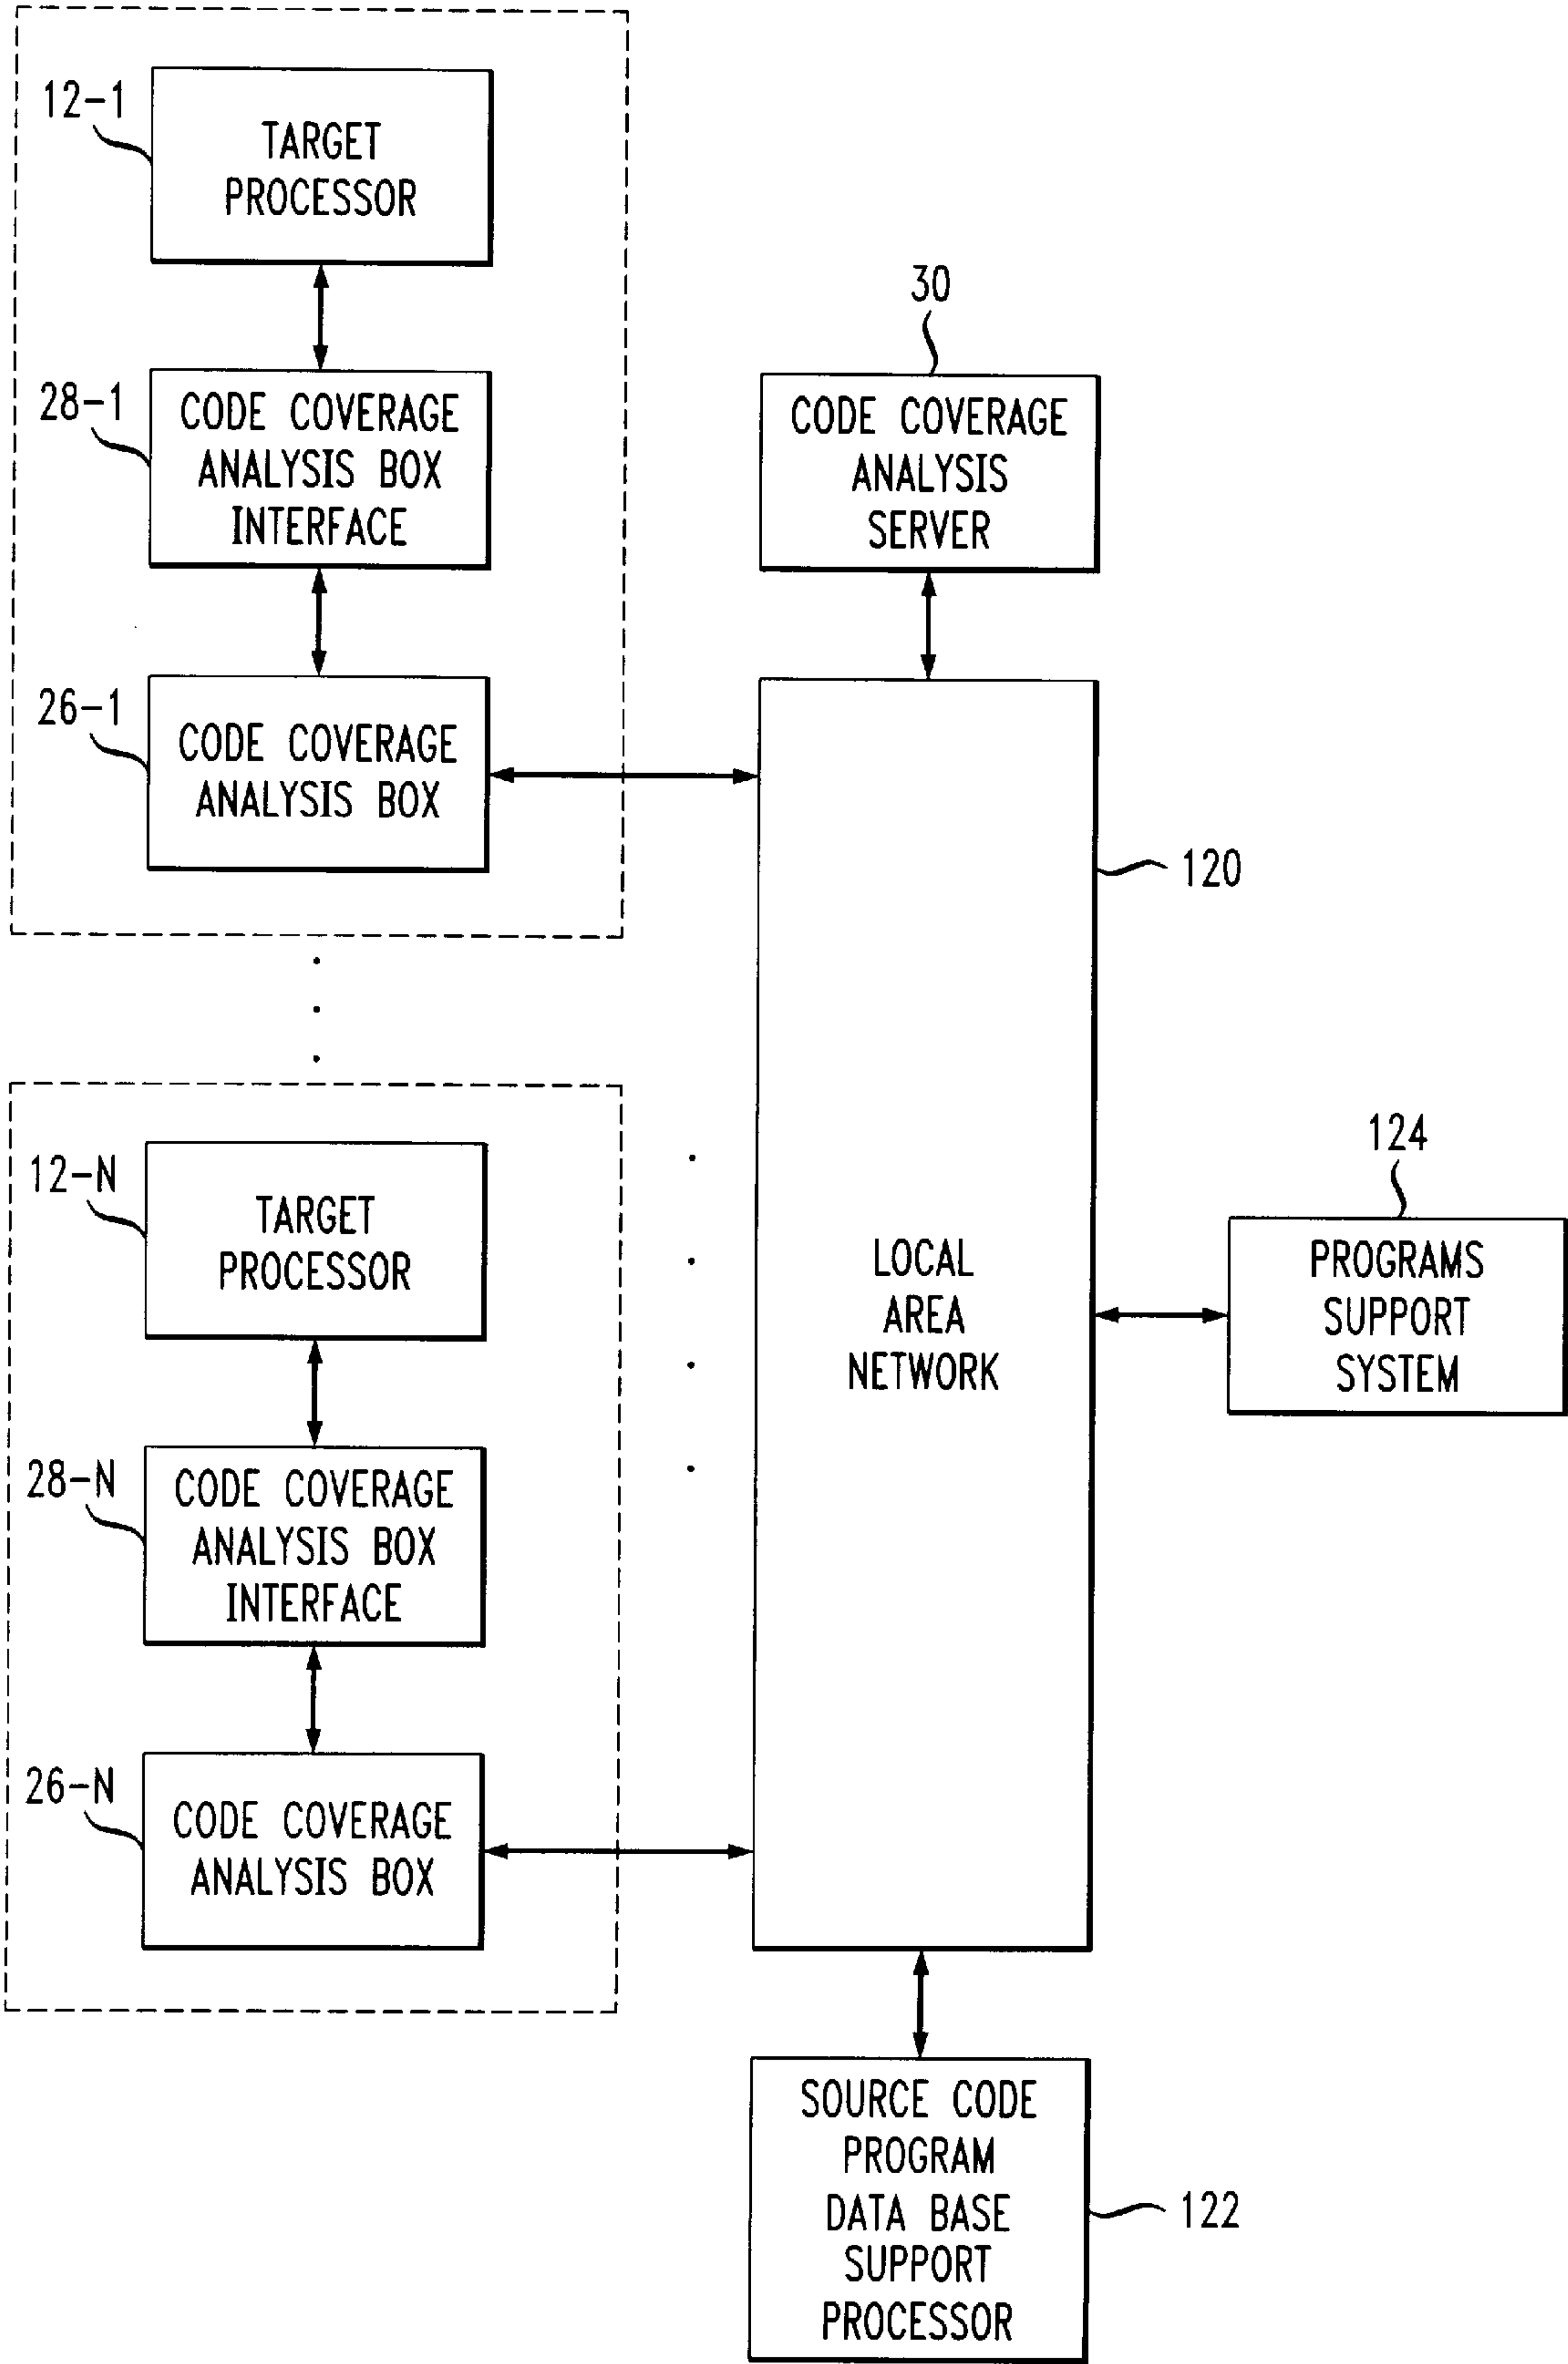 12-1
TARGET
PROCESSOR
28-1
CODE COVERAGE
ANALYSIS BOX
INTERFACE
26-1
CODE COVERAGE
ANALYSIS BOX
30
CODE COVERAGE
ANALYSIS
SERVER
120
LOCAL
AREA
NETWORK
124
PROGRAMS
SUPPORT
SYSTEM
12-N
TARGET
PROCESSOR
28-N
CODE COVERAGE
ANALYSIS BOX
INTERFACE
26-N
CODE COVERAGE
ANALYSIS BOX
SOURCE CODE
PROGRAM
DATA BASE
SUPPORT
PROCESSOR
122